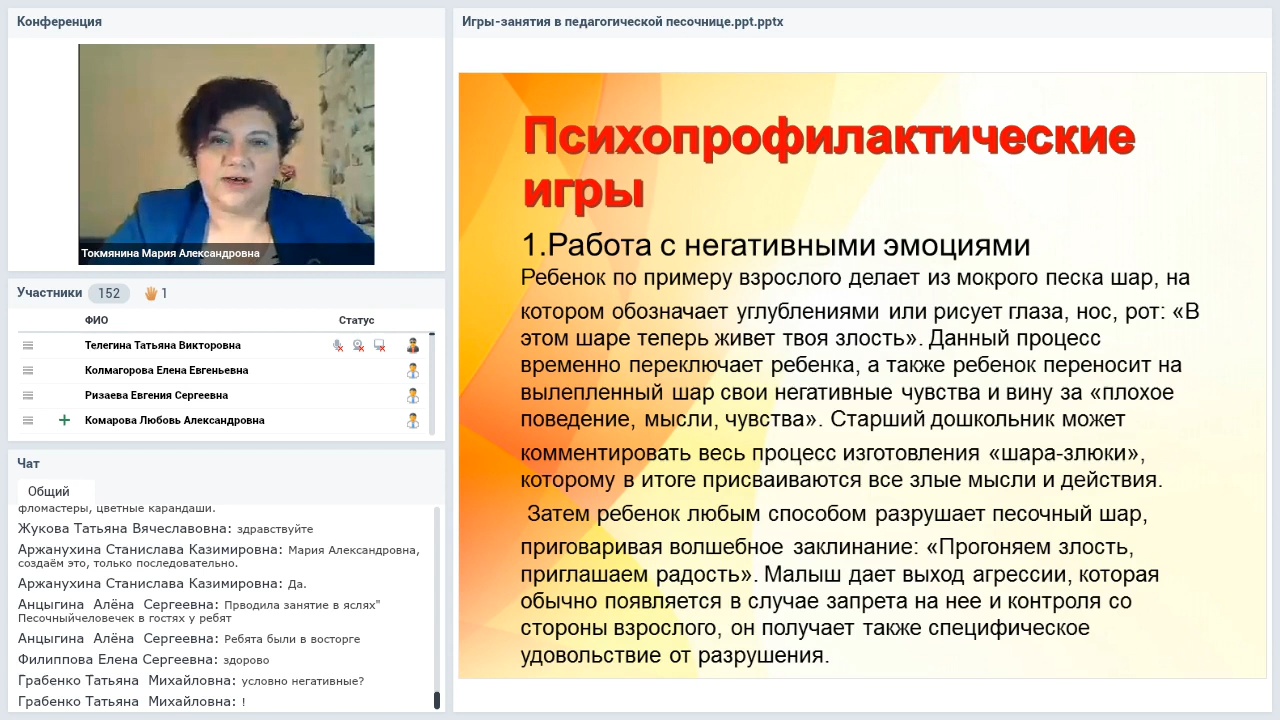 Конференция
Токмянина Мария Александровна
Участники 152 1
ФИО Статус
Телегина Татьяна Викторовна
Колмагорова Елена Евгеньевна
Ризаева Евгения Сергеевна
Комарова Любовь Александровна
Чат
Общий
фломастеры, цветные карандаши.
Жукова Татьяна Вячеславовна: здравствуйте
Аржанухина Станислава Казимировна: Мария Александровна,
создаём это, только последовательно.
Аржанухина Станислава Казимировна: Да.
Анцыгина Алёна Сергеевна: Прводила занятие в яслях"
Песочныйчеловечек в гостях у ребят
Анцыгина Алёна Сергеевна: Ребята были в восторге
Филиппова Елена Сергеевна: здорово
Грабенко Татьяна Михайловна: условно негативные?
Грабенко Татьяна Михайловна: !
Игры-занятия в педагогической песочнице.ppt.pptx
Психопрофилактические
игры
1.Работа с негативными эмоциями
Ребенок по примеру взрослого делает из мокрого песка шар, на
котором обозначает углублениями или рисует глаза, нос, рот: «В
этом шаре теперь живет твоя злость». Данный процесс
временно переключает ребенка, а также ребенок переносит на
вылепленный шар свои негативные чувства и вину за «плохое
поведение, мысли, чувства». Старший дошкольник может
комментировать весь процесс изготовления «шара-злюки»,
которому в итоге присваиваются все злые мысли и действия.
Затем ребенок любым способом разрушает песочный шар,
приговаривая волшебное заклинание: «Прогоняем злость,
приглашаем радость». Малыш дает выход агрессии, которая
обычно появляется в случае запрета на нее и контроля со
стороны взрослого, он получает также специфическое
удовольствие от разрушения.